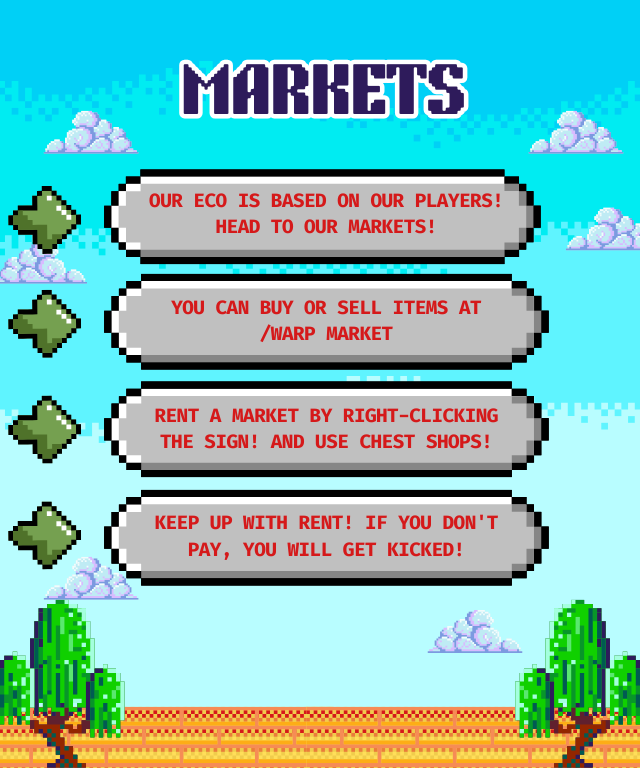 MARKETS
OUR ECO IS BASED ON OUR PLAYERS!
HEAD TO OUR MARKETS!
YOU CAN BUY OR SELL ITEMS AT
/WARP MARKET
RENT A MARKET BY RIGHT-CLICKING
THE SIGN! AND USE CHEST SHOPS!
KEEP UP WITH RENT! IF YOU DON'T
PAY, YOU WILL GET KICKED!